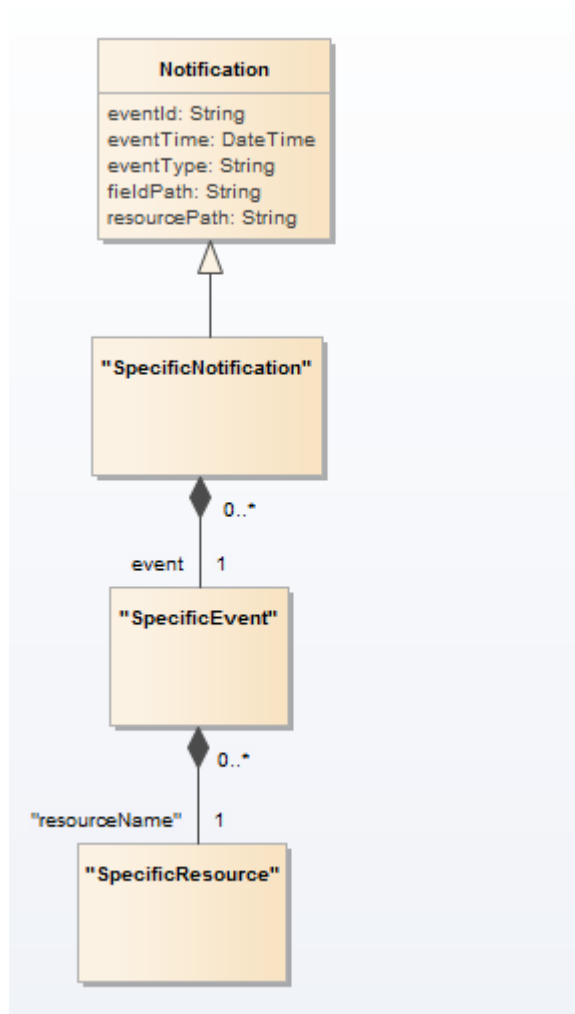 Notification
eventId: String
eventTime: DateTime
eventType: String
fieldPath: String
resourcePath: String
"SpecificNotification"
0..*
event 1
"SpecificEvent"
0..*
"resourceName" 1
"SpecificResource"